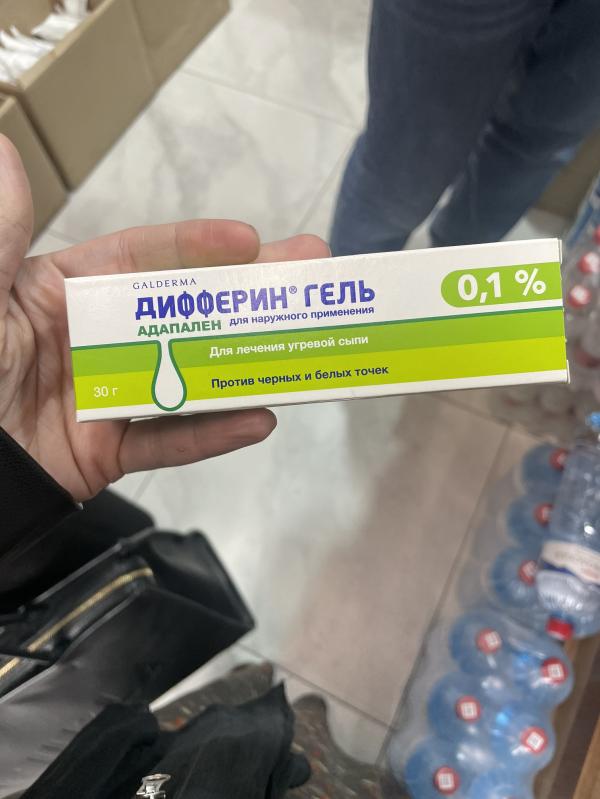 GALDERMA
ДИФФЕРИН® ГЕЛЬ
0,1 %
АДАПАЛЕН для наружного применения
Для лечения угревой сыпи
30 г
Против черных и белых точек